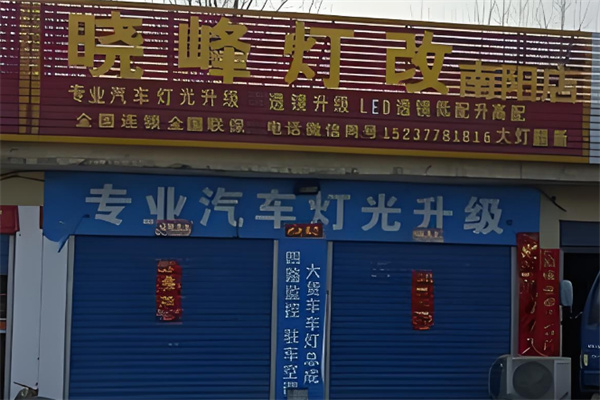 晓峰灯改南阳店
专业汽车灯光升级 透镜升级 LED透镜低配升高配
全国连锁全国联保 电话微信同号15237781816大灯翻新
专业汽车灯光升级
大货车车灯总成
监控 驻车空调